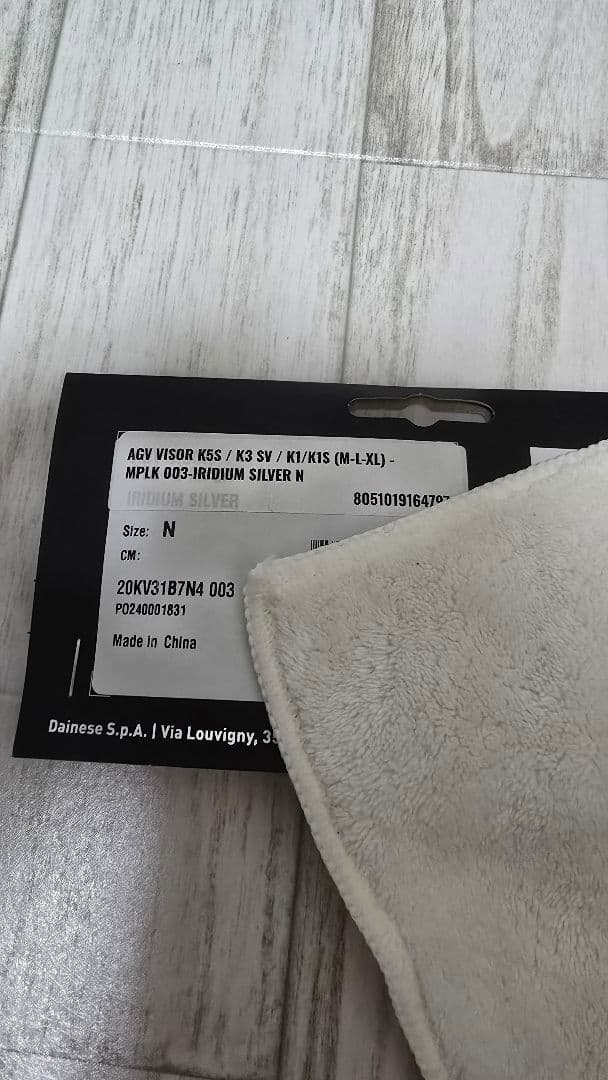 AGV VISOR K5S / K3 SV / K1/K1S (M-L-XL) -
MPLK 003-IRIDIUM SILVER N
IRIDIUM SILVER
805101916479
Size: N
CM:
20KV31B7N4 003
PO240001831
Made in China
Dainese S.p.A. | Via Louvigny, 3